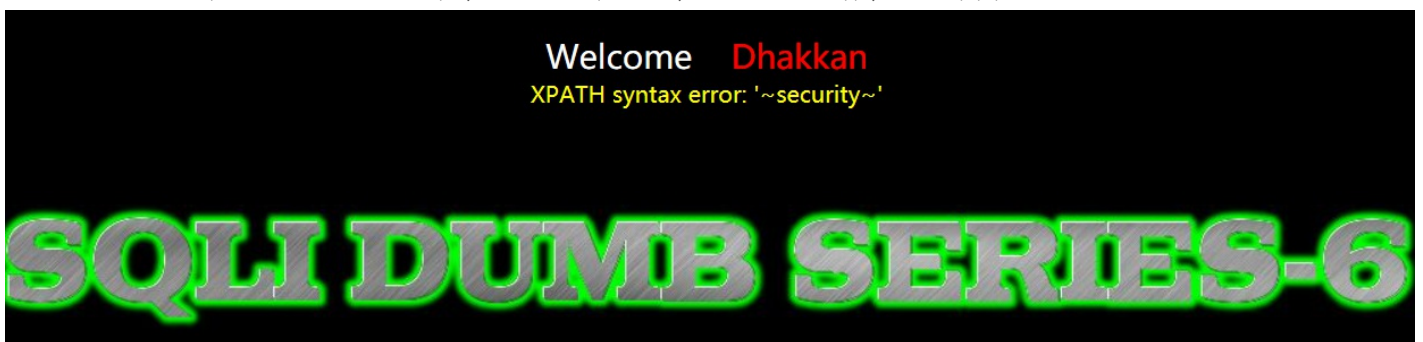 Welcome Dhakkan
XPATH syntax error: '~security~'
SQLI DUMB SERIES-6